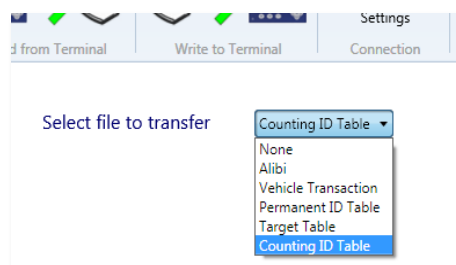 Settings
d from Terminal
Write to Terminal
Connection
Select file to transfer
Counting ID Table
None
Alibi
Vehicle Transaction
Permanent ID Table
Target Table
Counting ID Table